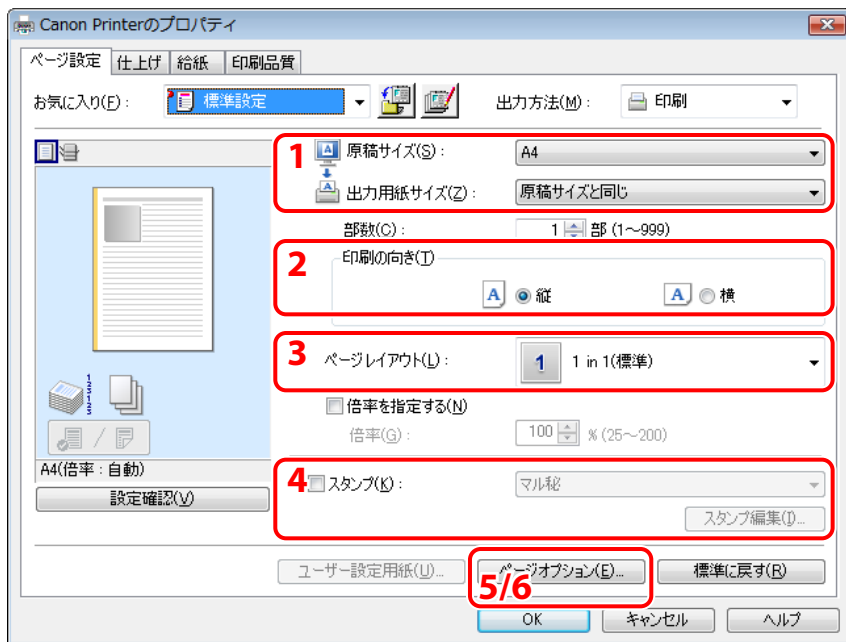 Canon Printerのプロパティ
ページ設定 仕上げ 給紙 印刷品質
お気に入り(F): 標準設定 出力方法(M): 印刷
1 原稿サイズ(S): A4
出力用紙サイズ(Z): 原稿サイズと同じ
部数(C): 1 部 (1～999)
2 印刷の向き(T)
A 縦 A 横
3 ページレイアウト(L): 1 1 in 1(標準)
倍率を指定する(N)
倍率(G): 100 % (25～200)
A4(倍率：自動)
4 スタンプ(K): マル秘
設定確認(V)
スタンプ編集(I)...
ユーザー設定用紙(U)... ページオプション(E)... 標準に戻す(R)
5/6
OK キャンセル ヘルプ